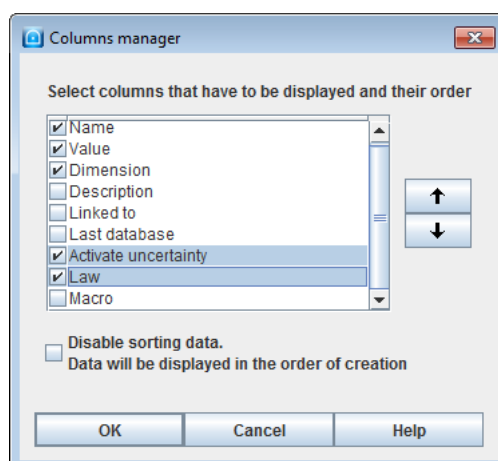 Columns manager
Select columns that have to be displayed and their order
Name
Value
Dimension
Description
Linked to
Last database
Activate uncertainty
Law
Macro
Disable sorting data.
Data will be displayed in the order of creation
OK
Cancel
Help